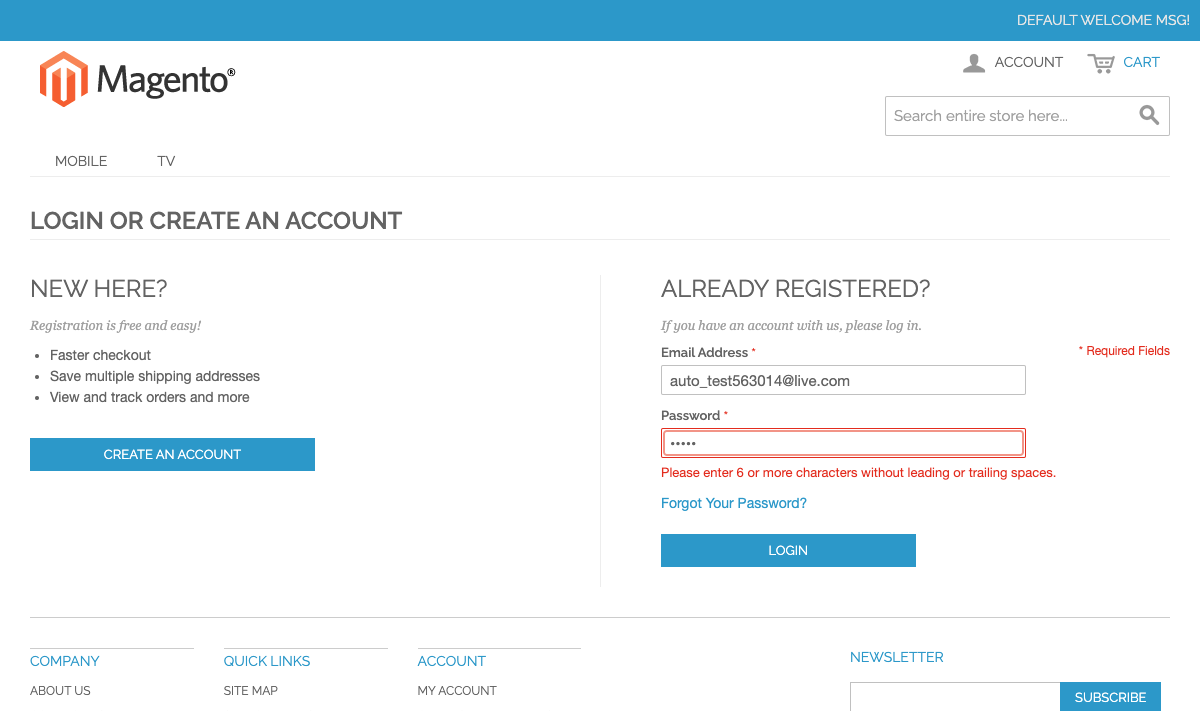 DEFAULT WELCOME MSG!
Magento®
ACCOUNT
CART
Search entire store here...
MOBILE
TV
LOGIN OR CREATE AN ACCOUNT
NEW HERE?
Registration is free and easy!
• Faster checkout
• Save multiple shipping addresses
• View and track orders and more
CREATE AN ACCOUNT
ALREADY REGISTERED?
If you have an account with us, please log in.
* Required Fields
Email Address *
auto_test563014@live.com
Password *
•••••
Please enter 6 or more characters without leading or trailing spaces.
Forgot Your Password?
LOGIN
COMPANY
ABOUT US
QUICK LINKS
SITE MAP
ACCOUNT
MY ACCOUNT
NEWSLETTER
SUBSCRIBE